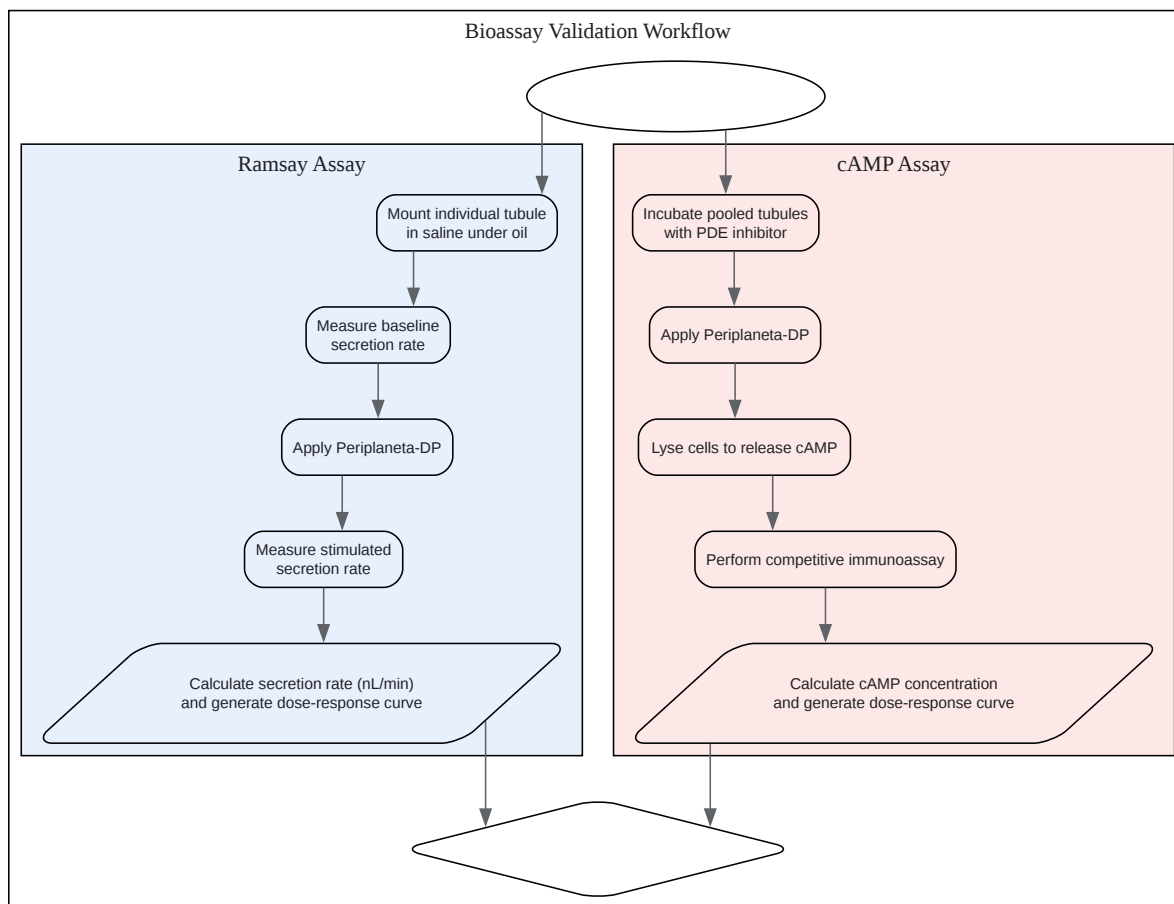 Bioassay Validation Workflow
Ramsay Assay
Mount individual tubule
in saline under oil
Measure baseline
secretion rate
Apply Periplaneta-DP
Measure stimulated
secretion rate
Calculate secretion rate (nL/min)
and generate dose-response curve
cAMP Assay
Incubate pooled tubules
with PDE inhibitor
Apply Periplaneta-DP
Lyse cells to release cAMP
Perform competitive immunoassay
Calculate cAMP concentration
and generate dose-response curve